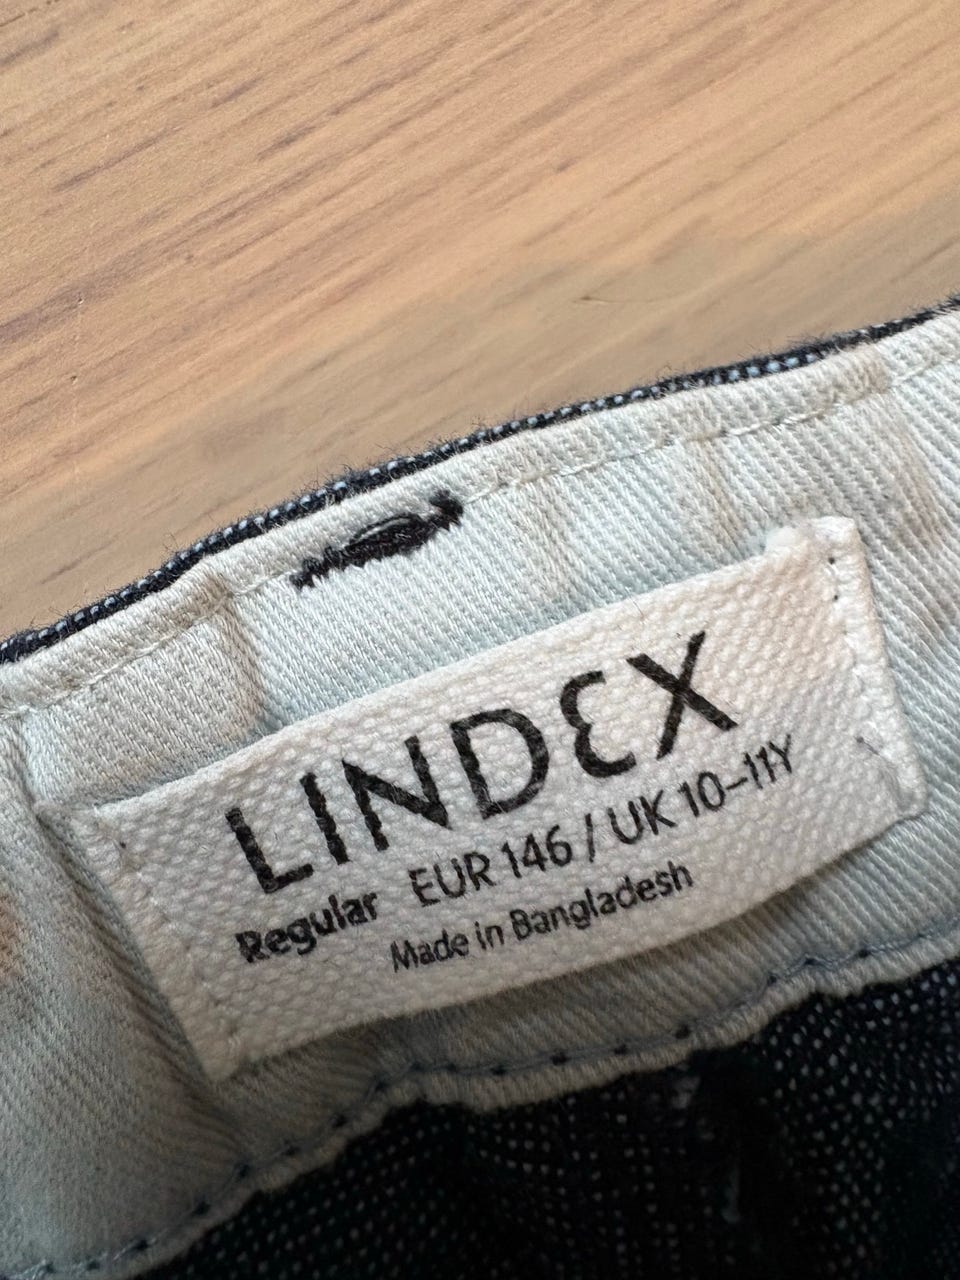 LINDEX
Regular EUR 146 / UK 10–11Y
Made in Bangladesh